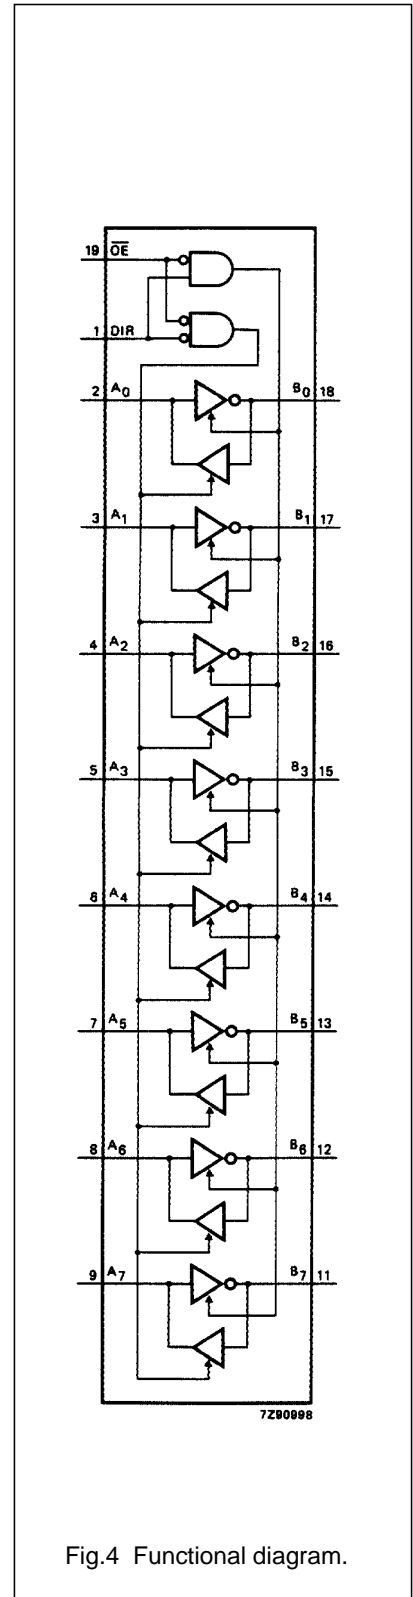 19 OE
1 DIR
2 A0 B0 18
3 A1 B1 17
4 A2 B2 16
5 A3 B3 15
6 A4 B4 14
7 A5 B5 13
8 A6 B6 12
9 A7 B7 11
7Z90998
Fig.4 Functional diagram.